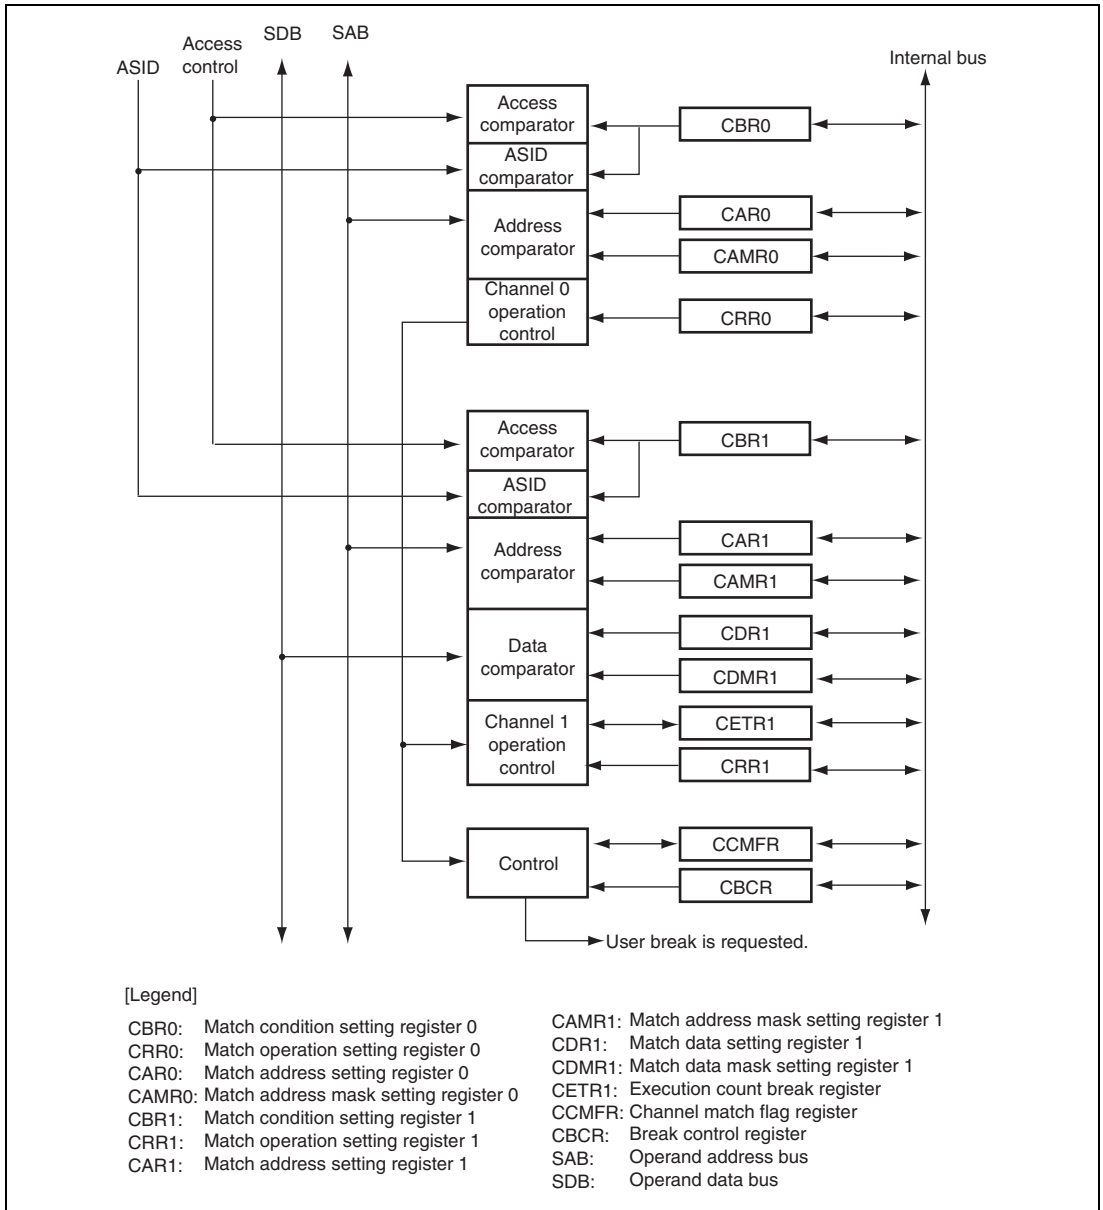 ASID
Access
control
SDB
SAB
Internal bus
Access
comparator
CBR0
ASID
comparator
Address
comparator
CAR0
CAMR0
Channel 0
operation
control
CRR0
Access
comparator
CBR1
ASID
comparator
Address
comparator
CAR1
CAMR1
Data
comparator
CDR1
CDMR1
Channel 1
operation
control
CETR1
CRR1
Control
CCMFR
CBCR
User break is requested.
[Legend]
CBR0: Match condition setting register 0
CRR0: Match operation setting register 0
CAR0: Match address setting register 0
CAMR0: Match address mask setting register 0
CBR1: Match condition setting register 1
CRR1: Match operation setting register 1
CAR1: Match address setting register 1
CAMR1: Match address mask setting register 1
CDR1: Match data setting register 1
CDMR1: Match data mask setting register 1
CETR1: Execution count break register
CCMFR: Channel match flag register
CBCR: Break control register
SAB: Operand address bus
SDB: Operand data bus